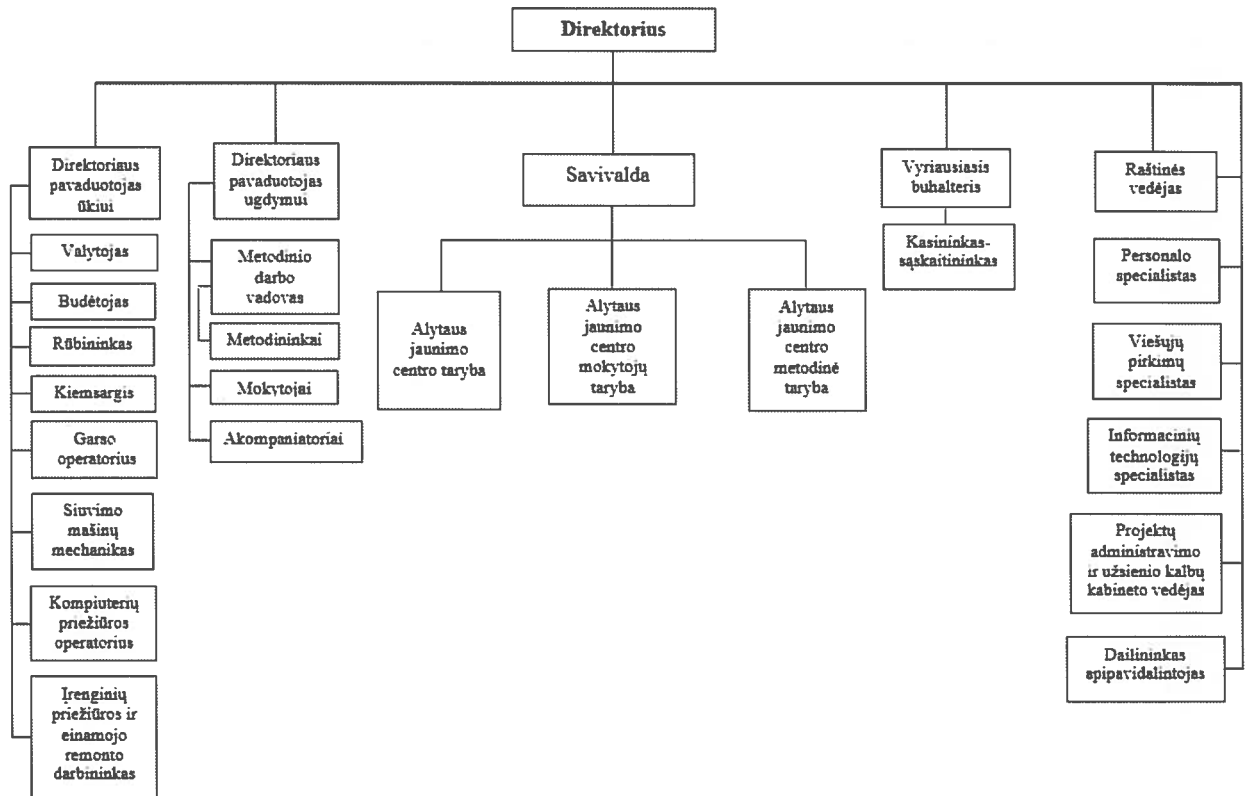 Direktorius
Direktoriaus
pavaduotojas
ūkiui
Valytojas
Budėtojas
Rūbininkas
Kiemsargis
Garso
operatorius
Siuvimo
mašinų
mechanikas
Kompiuterių
priežiūros
operatorius
Įrenginių
priežiūros ir
einamojo
remonto
darbininkas
Direktoriaus
pavaduotojas
ugdymui
Metodinio
darbo
vadovas
Metodininkai
Mokytojai
Akompaniatoriai
Savivalda
Alytaus
jaunimo
centro taryba
Alytaus
jaunimo
centro
mokytojų
taryba
Alytaus
jaunimo
centro
metodinė
taryba
Vyriausiasis
buhalteris
Kasininkas-
sąskaitininkas
Raštinės
vedėjas
Personalo
specialistas
Viešųjų
pirkimų
specialistas
Informacinių
technologijų
specialistas
Projektų
administravimo
ir užsienio kalbų
kabineto vedėjas
Dailininkas
apipavidalintojas